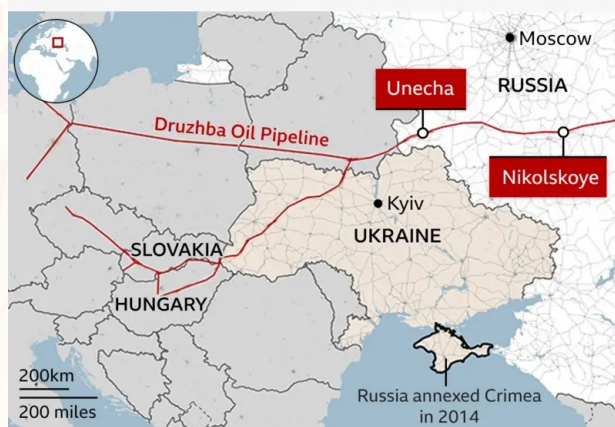 Moscow
Unecha
RUSSIA
Druzhba Oil Pipeline
Nikolskoye
Kyiv
UKRAINE
SLOVAKIA
HUNGARY
200km
200 miles
Russia annexed Crimea
in 2014